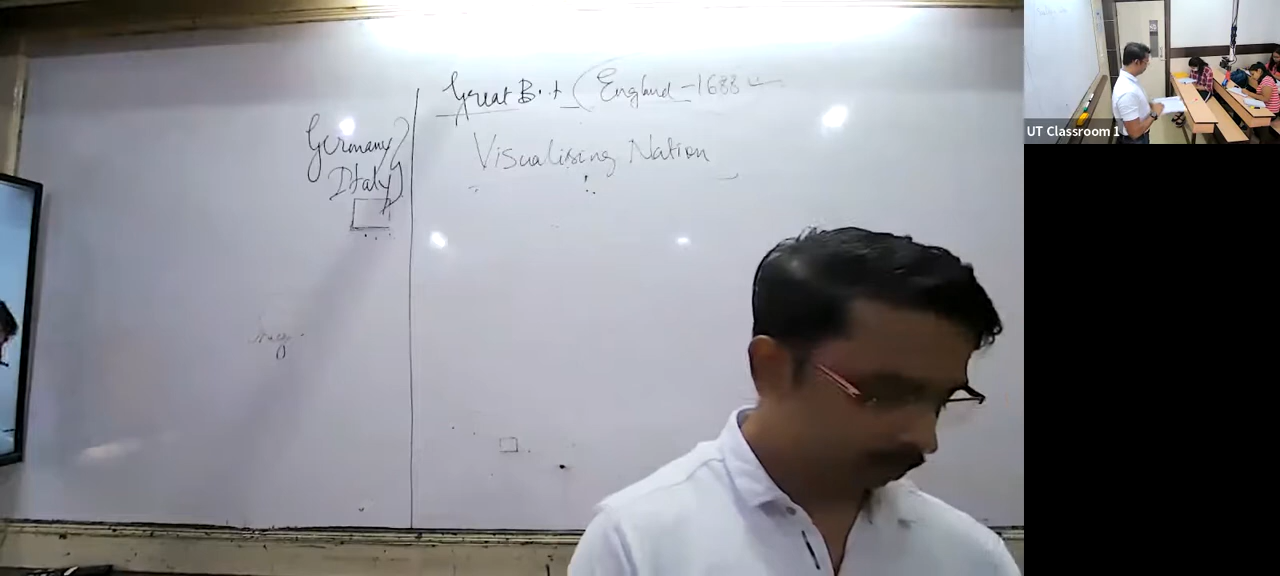 Great Brit (England - 1688
Germany
Italy
Visualising Nation
UT Classroom 1